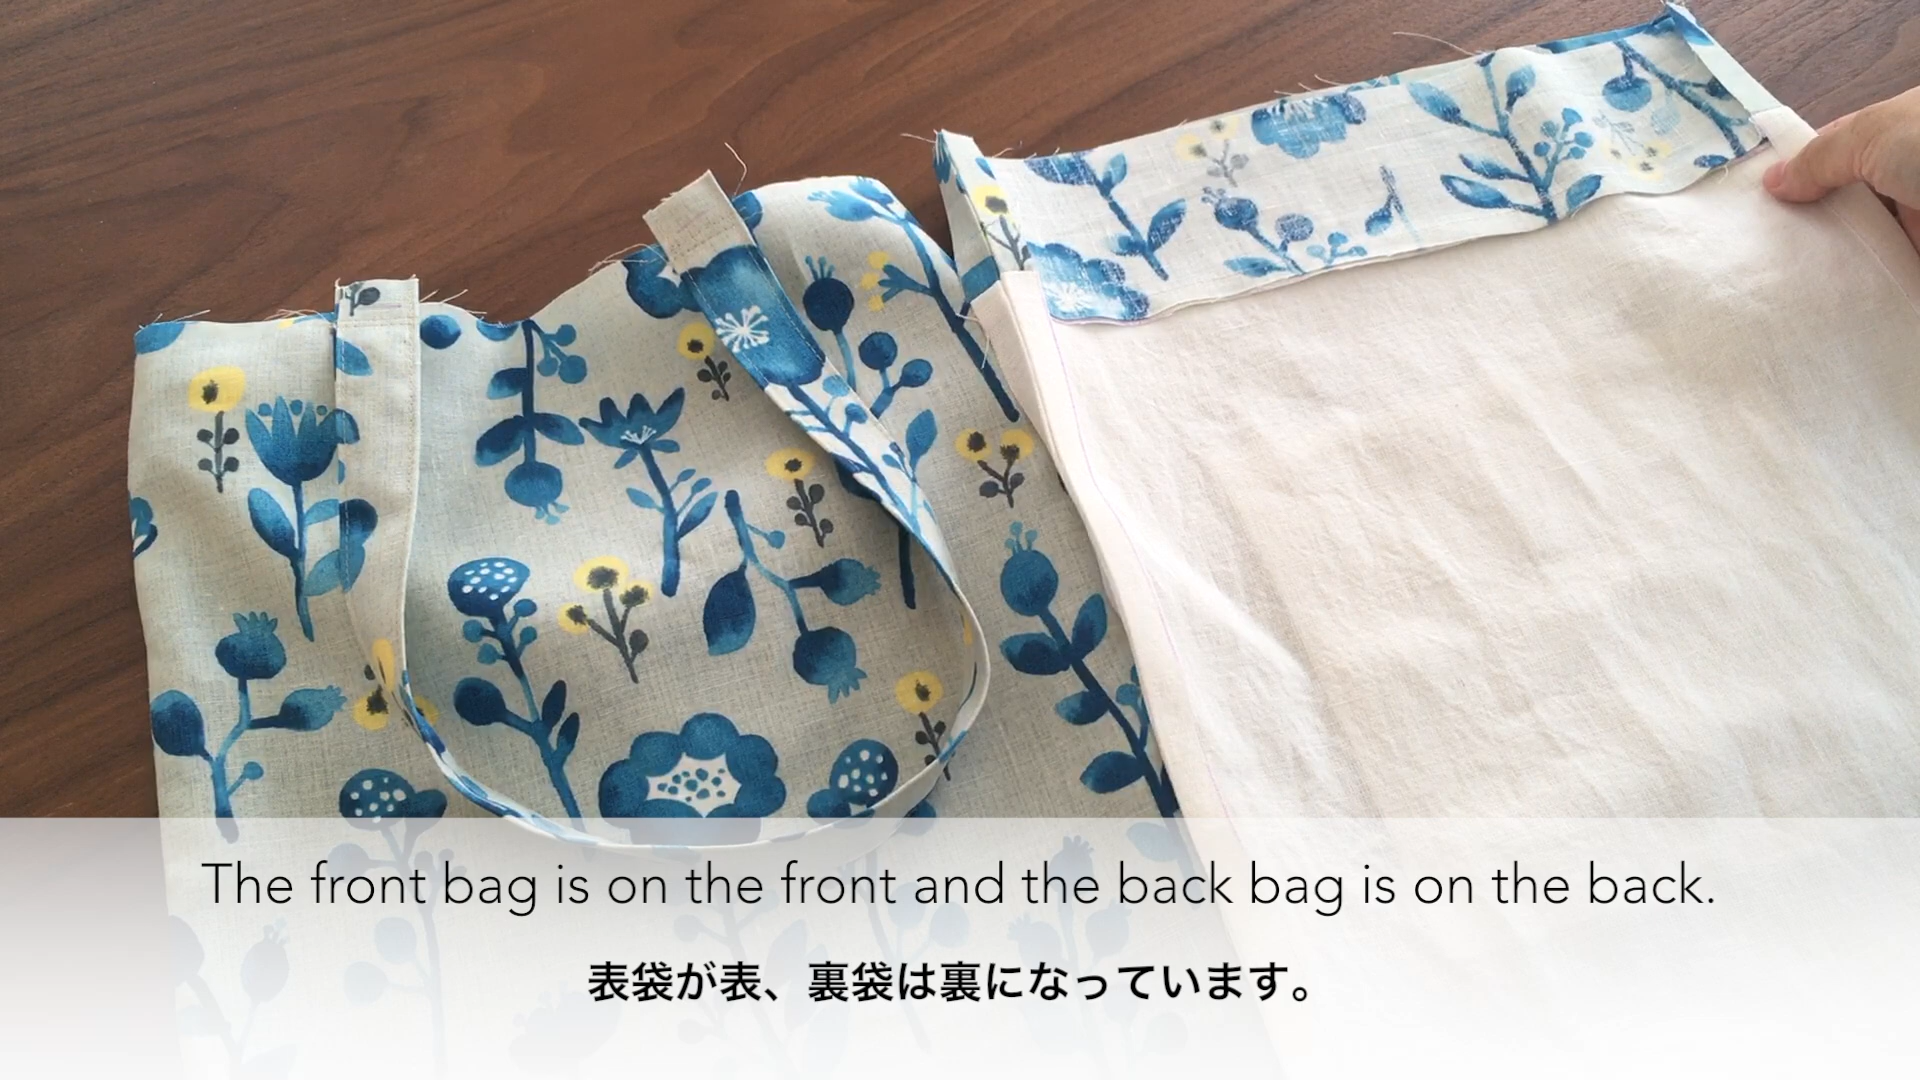 The front bag is on the front and the back bag is on the back.
表袋が表、裏袋は裏になっています。